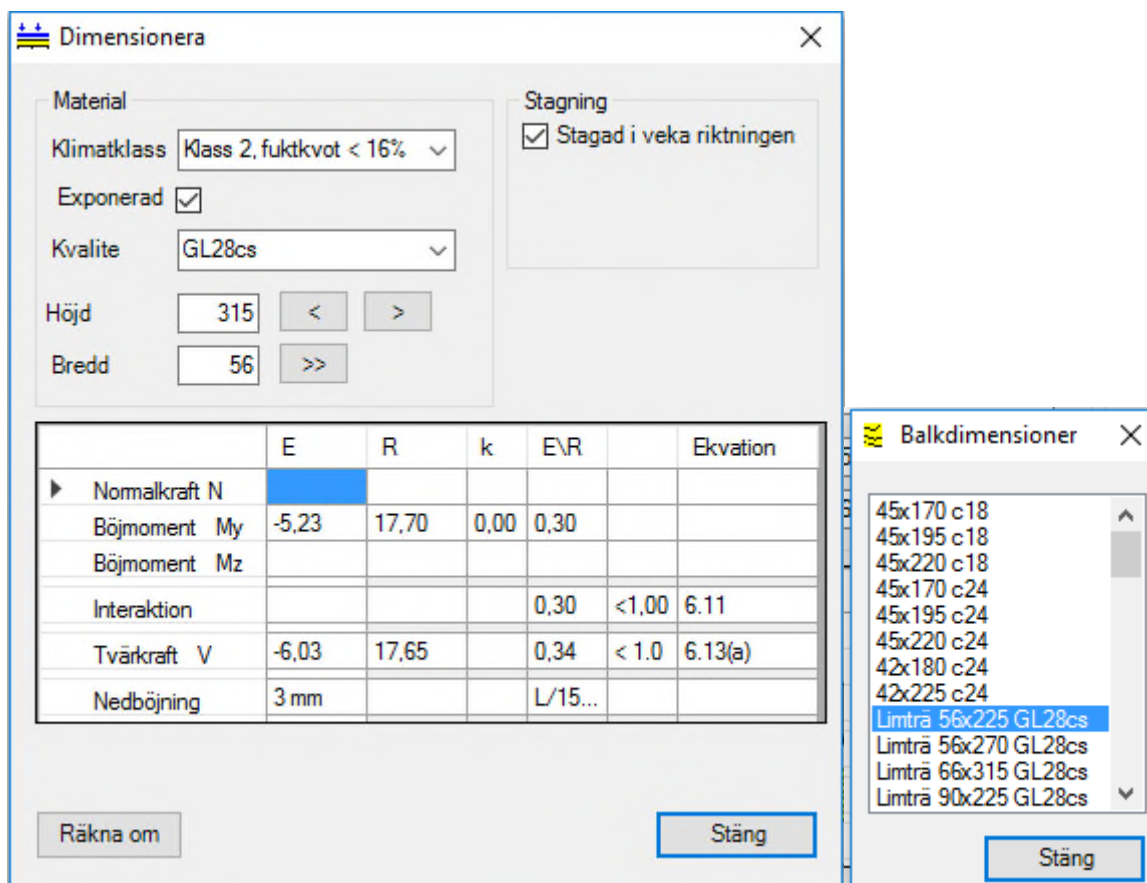 Dimensionera
Material
Klimatklass Klass 2, fuktkvot < 16%
Exponerad
Kvalite GL28cs
Höjd 315 < >
Bredd 56 >>
Stagning
Stagad i veka riktningen
E R k E\R Ekvation
Normalkraft N
Böjmoment My -5,23 17,70 0,00 0,30
Böjmoment Mz
Interaktion 0,30 <1,00 6.11
Tvärkraft V -6,03 17,65 0,34 < 1.0 6.13(a)
Nedböjning 3 mm L/15...
Räkna om Stäng
Balkdimensioner
45x170 c18
45x195 c18
45x220 c18
45x170 c24
45x195 c24
45x220 c24
42x180 c24
42x225 c24
Limträ 56x225 GL28cs
Limträ 56x270 GL28cs
Limträ 66x315 GL28cs
Limträ 90x225 GL28cs
Stäng